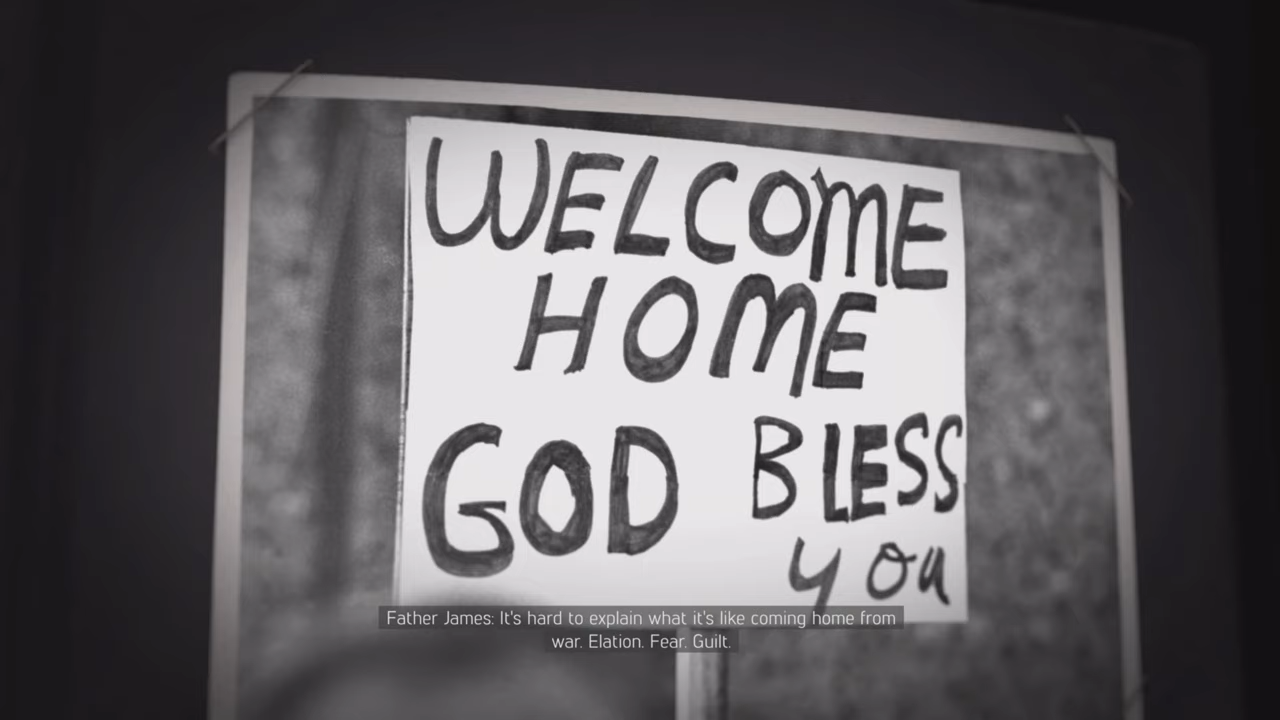 WELCOME
HOME
GOD BLESS
you
Father James: It's hard to explain what it's like coming home from
war. Elation. Fear. Guilt.